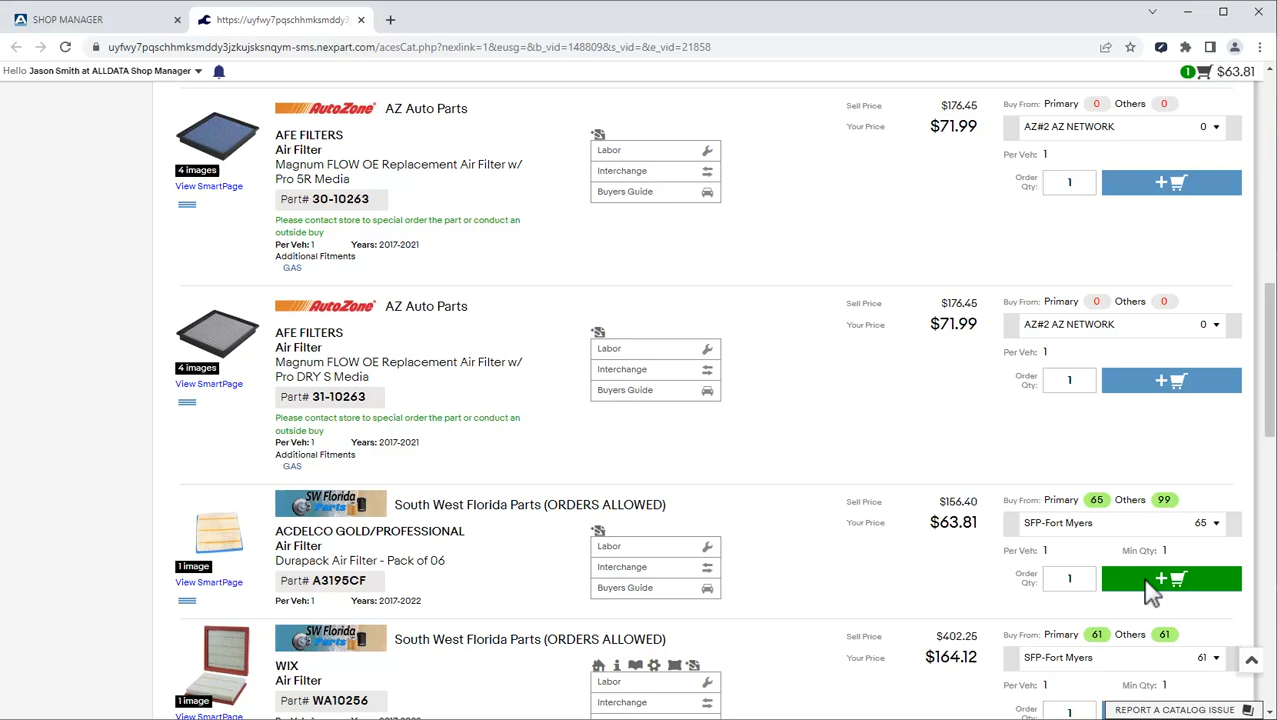 SHOP MANAGER
https://uyfwy7pqschhmksmddy3
uyfwy7pqschhmksmddy3jzkujsksnqym-sms.nexpart.com/acesCat.php?nexlink=1&eusg=&b_vid=148809&s_vid=&e_vid=21858
Hello Jason Smith at ALLDATA Shop Manager
1 $63.81
AutoZone AZ Auto Parts
AFE FILTERS
Air Filter
Magnum FLOW OE Replacement Air Filter w/
Pro 5R Media
Part# 30-10263
4 images
View SmartPage
Please contact store to special order the part or conduct an
outside buy
Per Veh: 1 Years: 2017-2021
Additional Fitments
GAS
Labor
Interchange
Buyers Guide
Sell Price $176.45
Your Price $71.99
Buy From: Primary 0 Others 0
AZ#2 AZ NETWORK 0
Per Veh: 1
Order
Qty: 1 +
AutoZone AZ Auto Parts
AFE FILTERS
Air Filter
Magnum FLOW OE Replacement Air Filter w/
Pro DRY S Media
Part# 31-10263
4 images
View SmartPage
Please contact store to special order the part or conduct an
outside buy
Per Veh: 1 Years: 2017-2021
Additional Fitments
GAS
Labor
Interchange
Buyers Guide
Sell Price $176.45
Your Price $71.99
Buy From: Primary 0 Others 0
AZ#2 AZ NETWORK 0
Per Veh: 1
Order
Qty: 1 +
SW Florida Parts South West Florida Parts (ORDERS ALLOWED)
ACDELCO GOLD/PROFESSIONAL
Air Filter
Durapack Air Filter - Pack of 06
Part# A3195CF
1 image
View SmartPage
Per Veh: 1 Years: 2017-2022
Labor
Interchange
Buyers Guide
Sell Price $156.40
Your Price $63.81
Buy From: Primary 65 Others 99
SFP-Fort Myers 65
Per Veh: 1 Min Qty: 1
Order
Qty: 1 +
SW Florida Parts South West Florida Parts (ORDERS ALLOWED)
WIX
Air Filter
Part# WA10256
1 image
View SmartPage
Per Veh: 1 Years: 2017-2022
Labor
Interchange
Sell Price $402.25
Your Price $164.12
Buy From: Primary 61 Others 61
SFP-Fort Myers 61
Per Veh: 1 Min Qty: 1
1
REPORT A CATALOG ISSUE